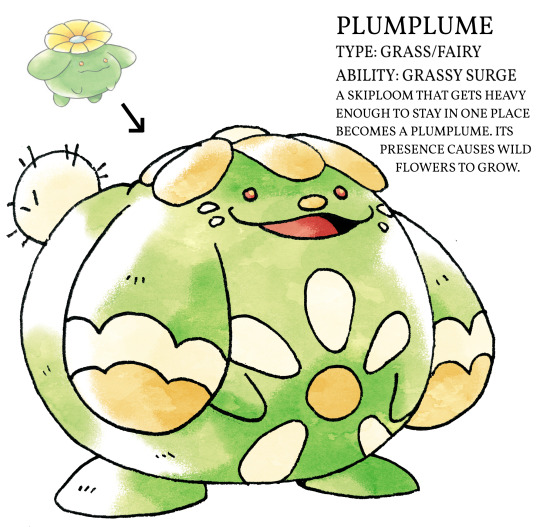 PLUMPLUME
TYPE: GRASS/FAIRY
ABILITY: GRASSY SURGE
A SKIPLOOM THAT GETS HEAVY
ENOUGH TO STAY IN ONE PLACE
BECOMES A PLUMPLUME. ITS
PRESENCE CAUSES WILD
FLOWERS TO GROW.